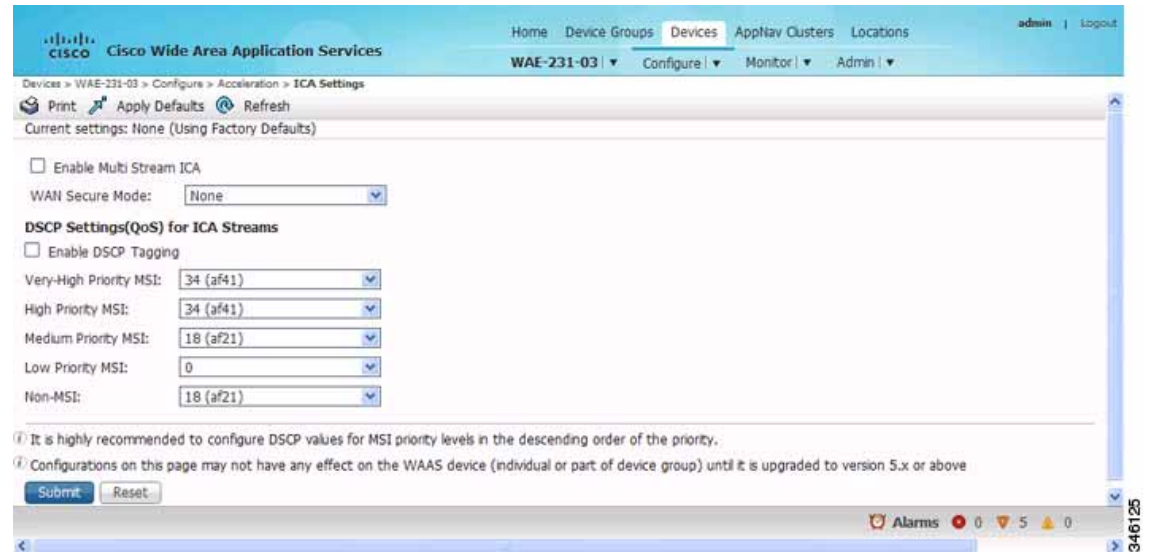 Home Device Groups Devices AppNav Clusters Locations
admin | Logout
cisco Cisco Wide Area Application Services
WAE-231-03 Configure Monitor Admin
Devices > WAE-231-03 > Configure > Acceleration > ICA Settings
Print Apply Defaults Refresh
Current settings: None (Using Factory Defaults)
Enable Multi Stream ICA
WAN Secure Mode: None
DSCP Settings(QoS) for ICA Streams
Enable DSCP Tagging
Very-High Priority MSI: 34 (af41)
High Priority MSI: 34 (af41)
Medium Priority MSI: 18 (af21)
Low Priority MSI: 0
Non-MSI: 18 (af21)
It is highly recommended to configure DSCP values for MSI priority levels in the descending order of the priority.
Configurations on this page may not have any effect on the WAAS device (individual or part of device group) until it is upgraded to version 5.x or above
Submit Reset
Alarms 0 5 0
346125